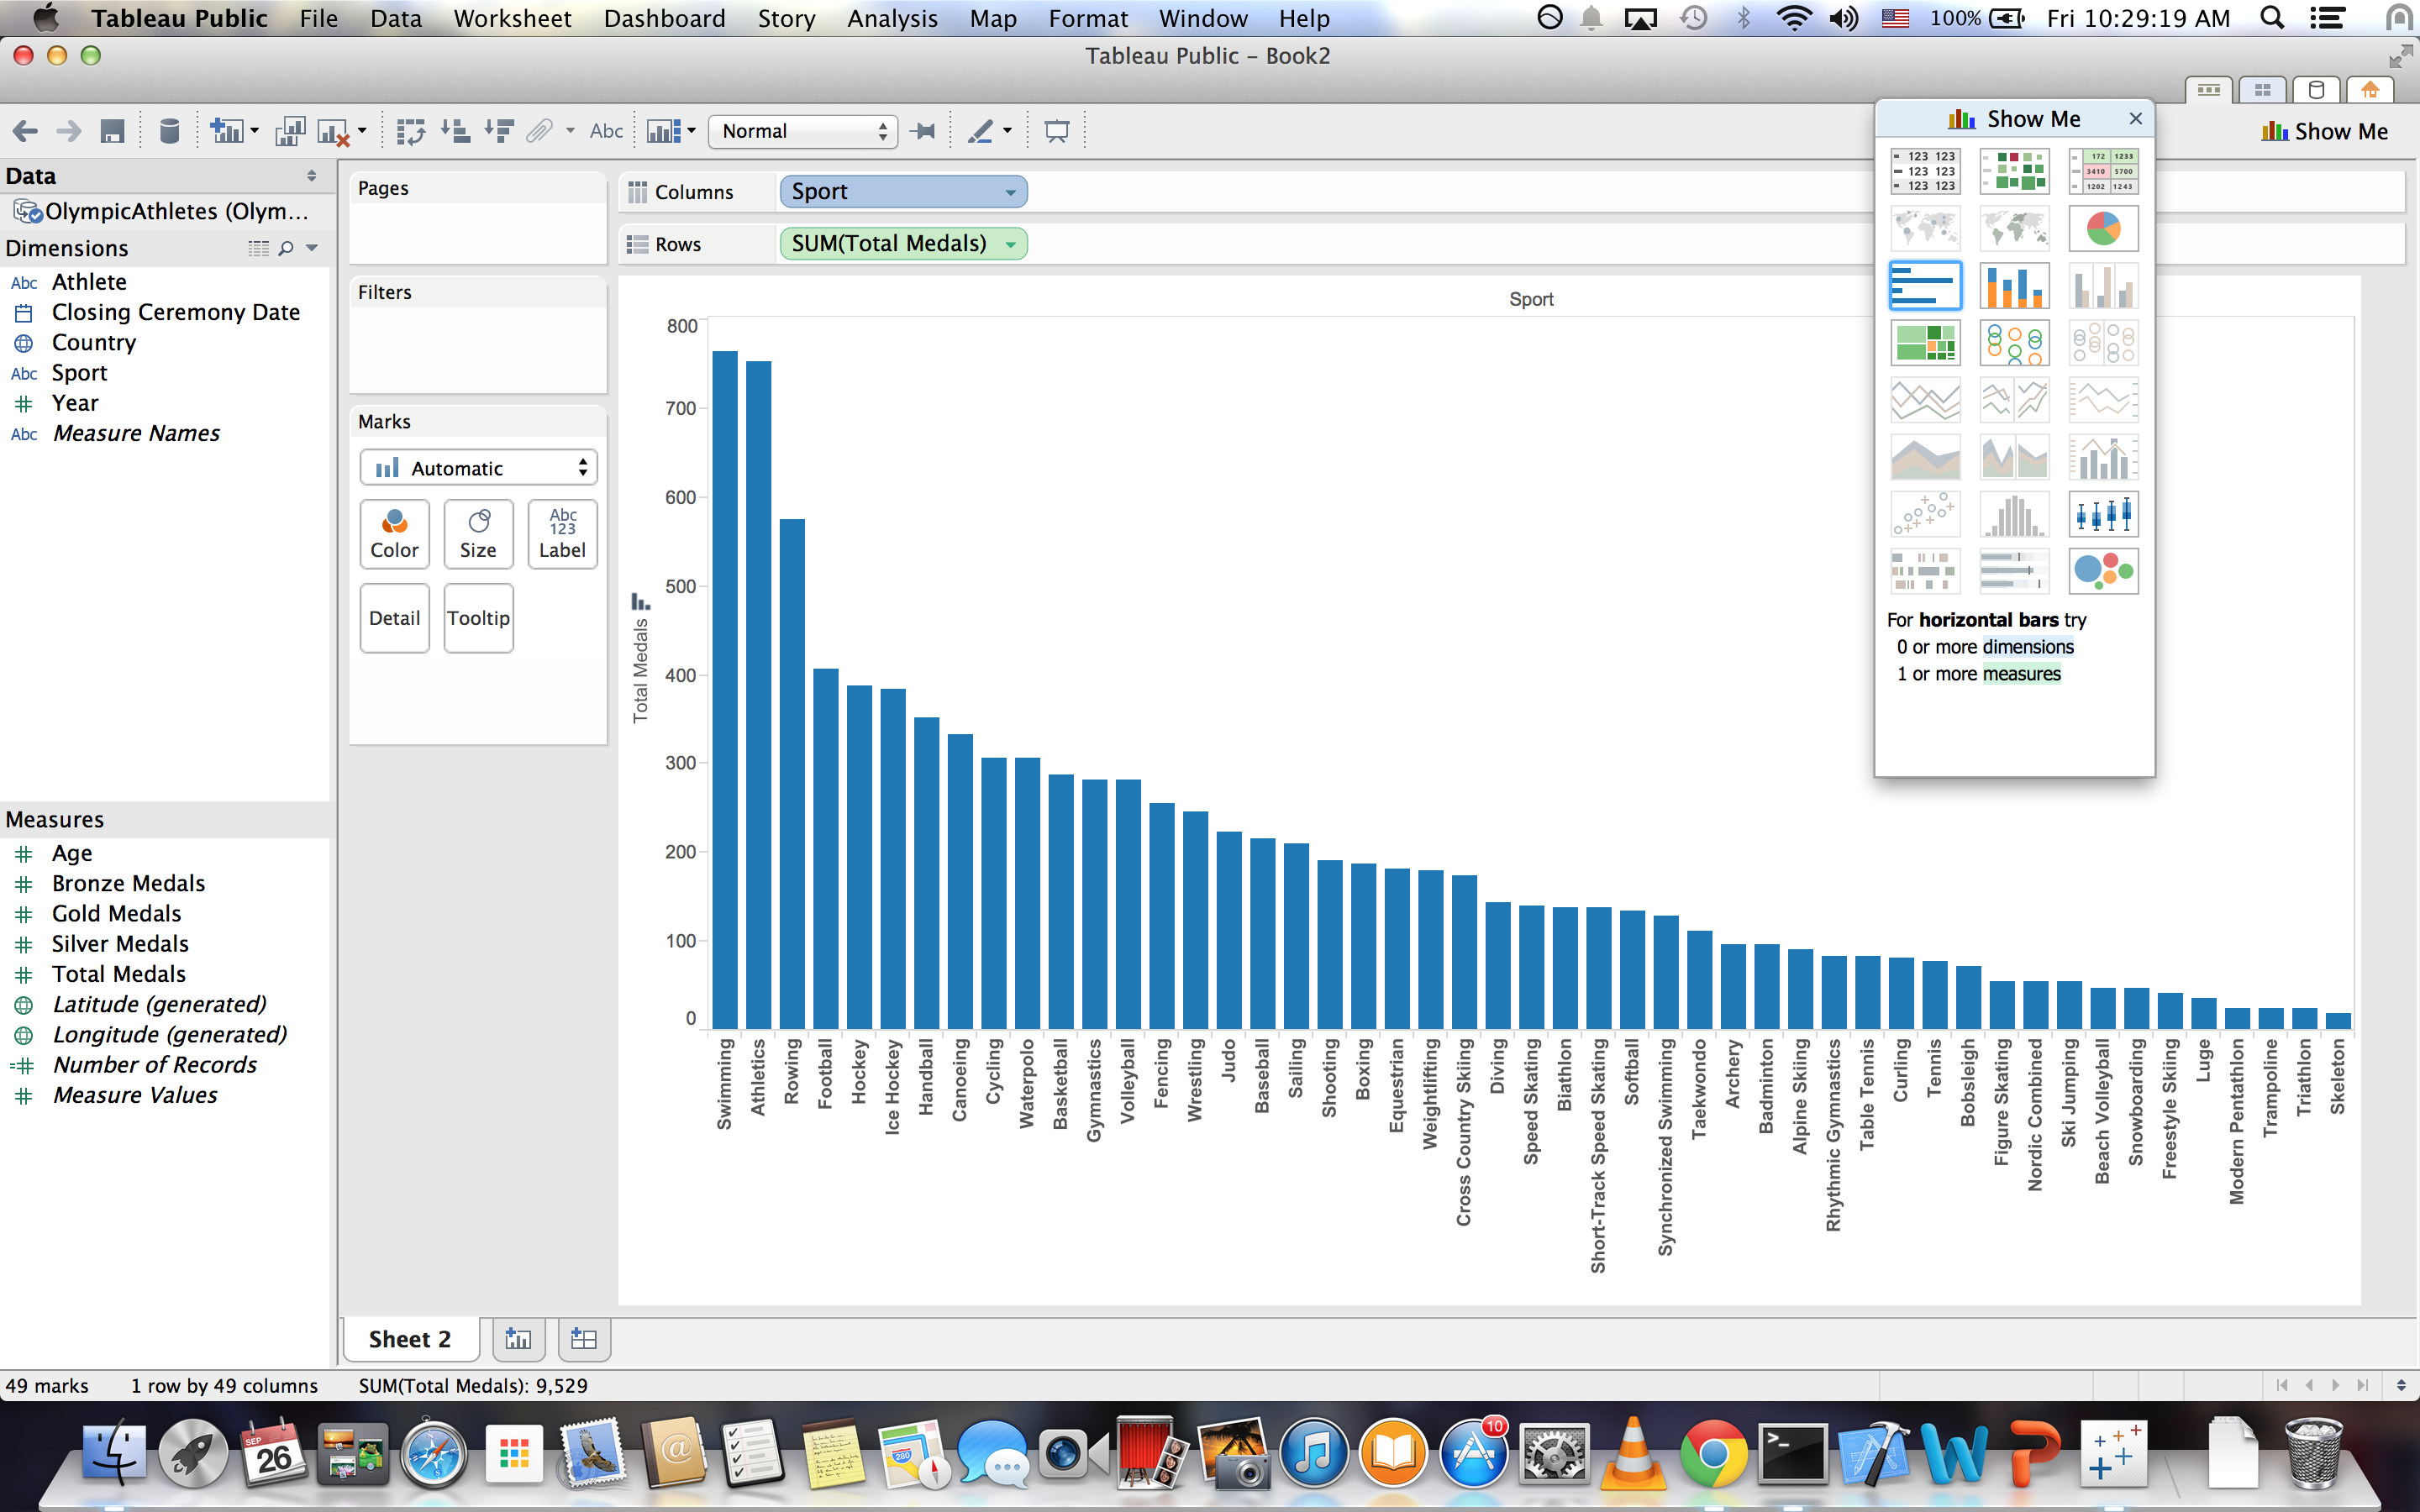 Tableau Public File Data Worksheet Dashboard Story Analysis Map Format Window Help 100% Fri 10:29:19 AM
Tableau Public – Book2
Abc Normal Show Me Show Me
Data
OlympicAthletes (Olym...
Dimensions
Abc Athlete
Closing Ceremony Date
Country
Abc Sport
Year
Abc Measure Names
Measures
Age
Bronze Medals
Gold Medals
Silver Medals
Total Medals
Latitude (generated)
Longitude (generated)
Number of Records
Measure Values
Pages
Filters
Marks
Automatic
Color Size Abc 123 Label
Detail Tooltip
Columns Sport
Rows SUM(Total Medals)
Sport
Total Medals
800
700
600
500
400
300
200
100
0
Swimming
Athletics
Rowing
Football
Hockey
Ice Hockey
Handball
Canoeing
Cycling
Waterpolo
Basketball
Gymnastics
Volleyball
Fencing
Wrestling
Judo
Baseball
Sailing
Shooting
Boxing
Equestrian
Weightlifting
Cross Country Skiing
Diving
Speed Skating
Biathlon
Short-Track Speed Skating
Softball
Synchronized Swimming
Taekwondo
Archery
Badminton
Alpine Skiing
Rhythmic Gymnastics
Table Tennis
Curling
Tennis
Bobsleigh
Figure Skating
Nordic Combined
Ski Jumping
Beach Volleyball
Snowboarding
Freestyle Skiing
Luge
Modern Pentathlon
Trampoline
Triathlon
Skeleton
123 123
123 123
123 123
172 1233
3410 5700
1202 1243
For horizontal bars try
0 or more dimensions
1 or more measures
Sheet 2
49 marks 1 row by 49 columns SUM(Total Medals): 9,529
SEP
26
280
10